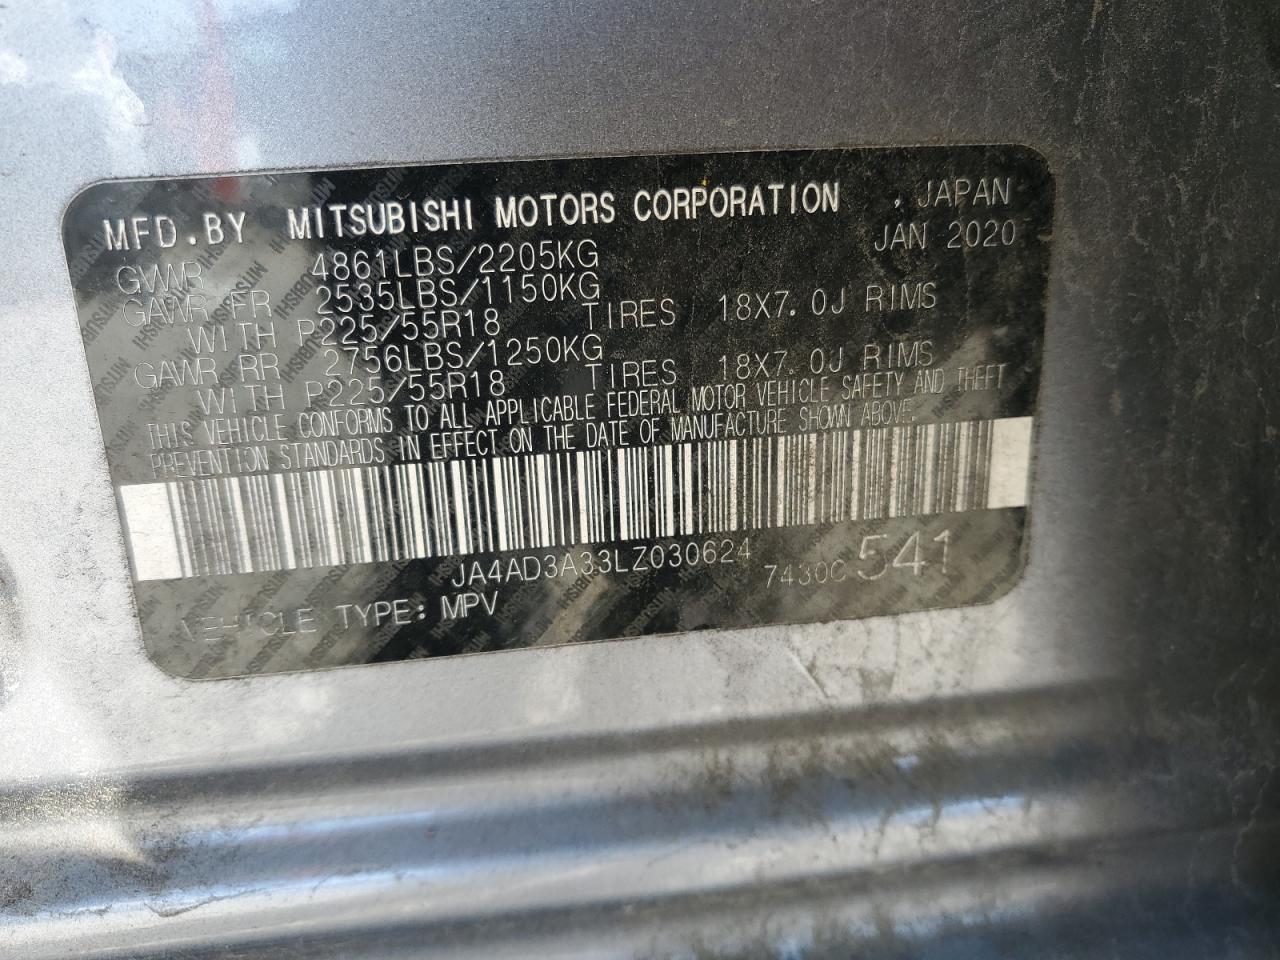 MFD.BY MITSUBISHI MOTORS CORPORATION , JAPAN
JAN 2020
GVWR 4861LBS/2205KG
GAWR FR 2535LBS/1150KG
WITH P225/55R18 TIRES 18X7.0J RIMS
GAWR RR 2756LBS/1250KG
WITH P225/55R18 TIRES 18X7.0J RIMS
THIS VEHICLE CONFORMS TO ALL APPLICABLE FEDERAL MOTOR VEHICLE SAFETY AND THEFT
PREVENTION STANDARDS IN EFFECT ON THE DATE OF MANUFACTURE SHOWN ABOVE.
JA4AD3A33LZ030624 7430C 541
VEHICLE TYPE: MPV